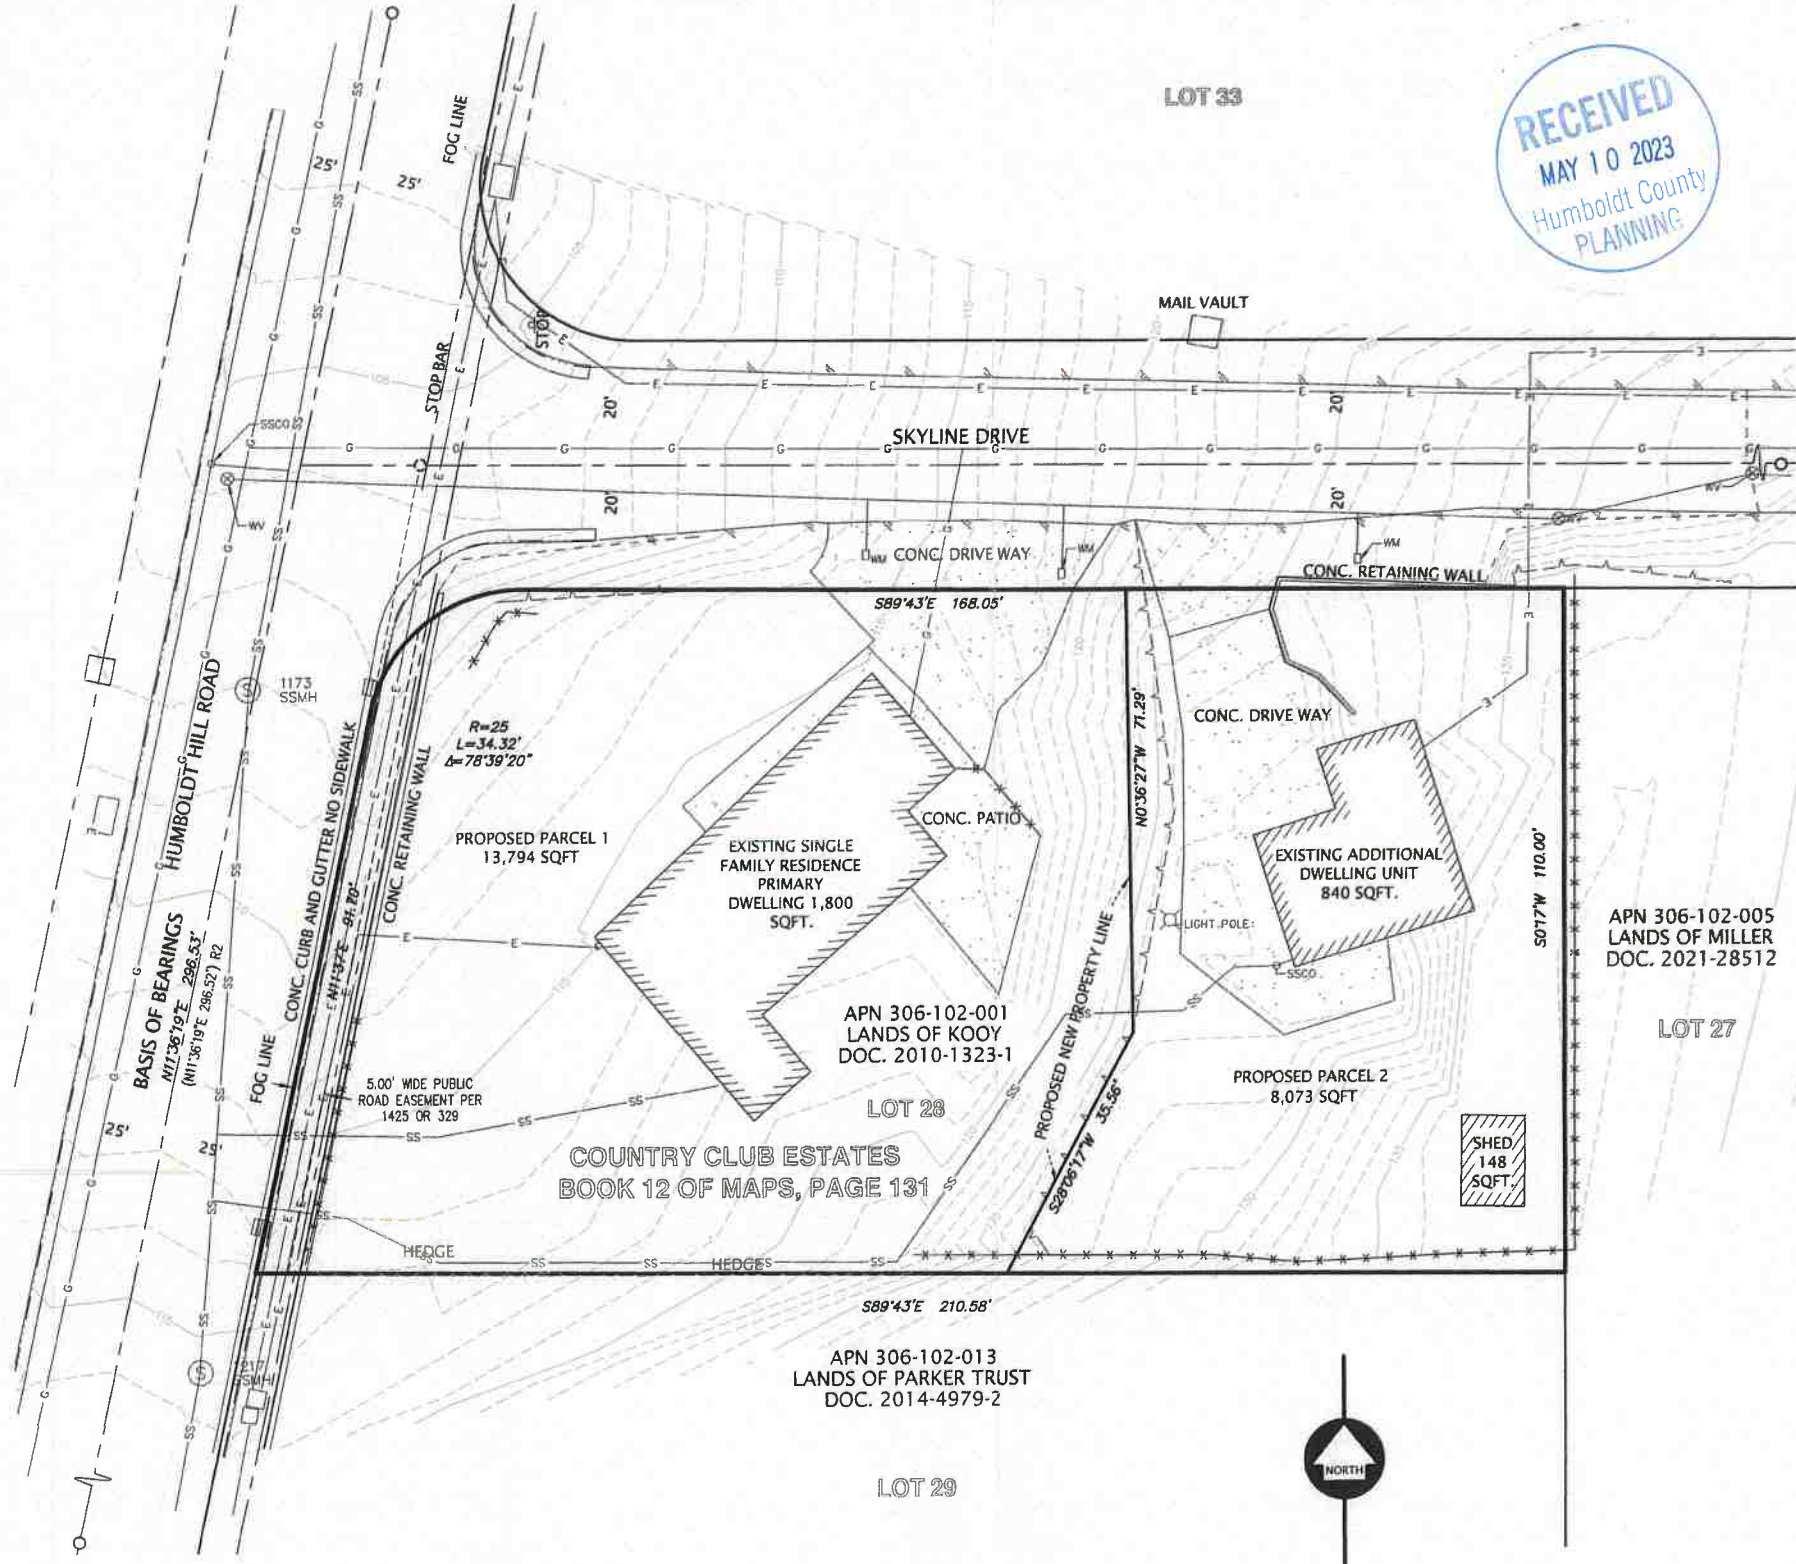 LOT 33
RECEIVED
MAY 10 2023
Humboldt County
PLANNING
FOG LINE
25'
25'
STOP
STOP BAR
MAIL VAULT
SSCO
WV
20'
20'
SKYLINE DRIVE
20'
20'
WV
WM
CONC. DRIVE WAY
WM
WM
CONC. RETAINING WALL
S89°43'E 168.05'
1173
SSMH
HUMBOLDT HILL ROAD
R=25
L=34.32'
Δ=78°39'20"
CONC. CURB AND GUTTER NO SIDEWALK
CONC. RETAINING WALL
N11°37'E 91.70'
PROPOSED PARCEL 1
13,794 SQFT
EXISTING SINGLE
FAMILY RESIDENCE
PRIMARY
DWELLING 1,800
SQFT.
CONC. PATIO
N0°36'27"W 71.29'
CONC. DRIVE WAY
EXISTING ADDITIONAL
DWELLING UNIT
840 SQFT.
LIGHT POLE
SSCO
S0°17'W 110.00'
APN 306-102-005
LANDS OF MILLER
DOC. 2021-28512
LOT 27
BASIS OF BEARINGS
N11°36'19"E 296.53'
(N11°36'19"E 296.52') R2
FOG LINE
5.00' WIDE PUBLIC
ROAD EASEMENT PER
1425 OR 329
25'
25'
APN 306-102-001
LANDS OF KOOY
DOC. 2010-1323-1
LOT 28
COUNTRY CLUB ESTATES
BOOK 12 OF MAPS, PAGE 131
PROPOSED NEW PROPERTY LINE
S28°06'17"W 35.56'
PROPOSED PARCEL 2
8,073 SQFT
SHED
148
SQFT.
HEDGE
HEDGE
S89°43'E 210.58'
1217
SSMH
APN 306-102-013
LANDS OF PARKER TRUST
DOC. 2014-4979-2
LOT 29
NORTH